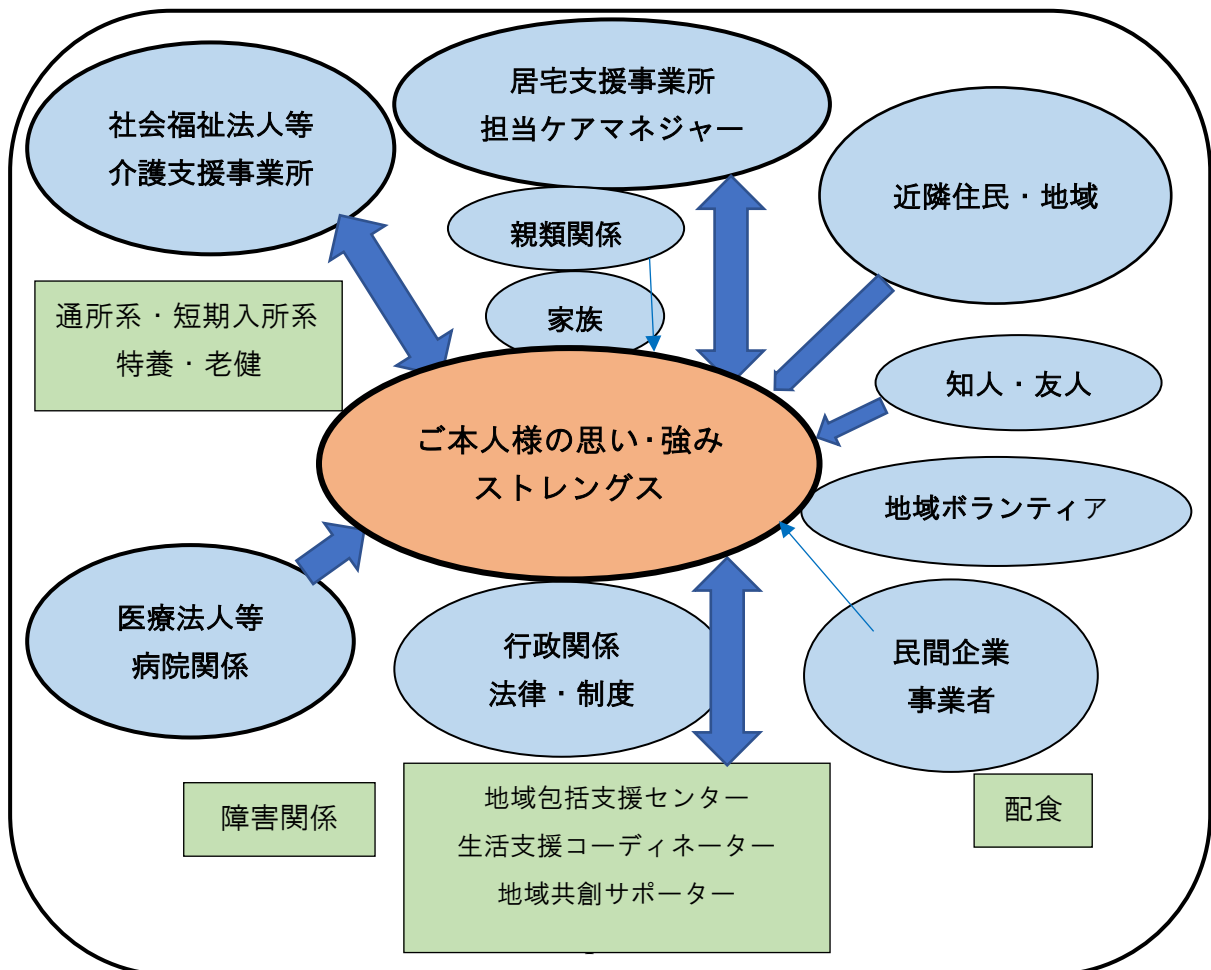 居宅支援事業所
担当ケアマネジャー
社会福祉法人等
介護支援事業所
近隣住民・地域
親類関係
家族
通所系・短期入所系
特養・老健
知人・友人
ご本人様の思い・強み
ストレングス
地域ボランティア
医療法人等
病院関係
行政関係
法律・制度
民間企業
事業者
障害関係
地域包括支援センター
生活支援コーディネーター
地域共創サポーター
配食